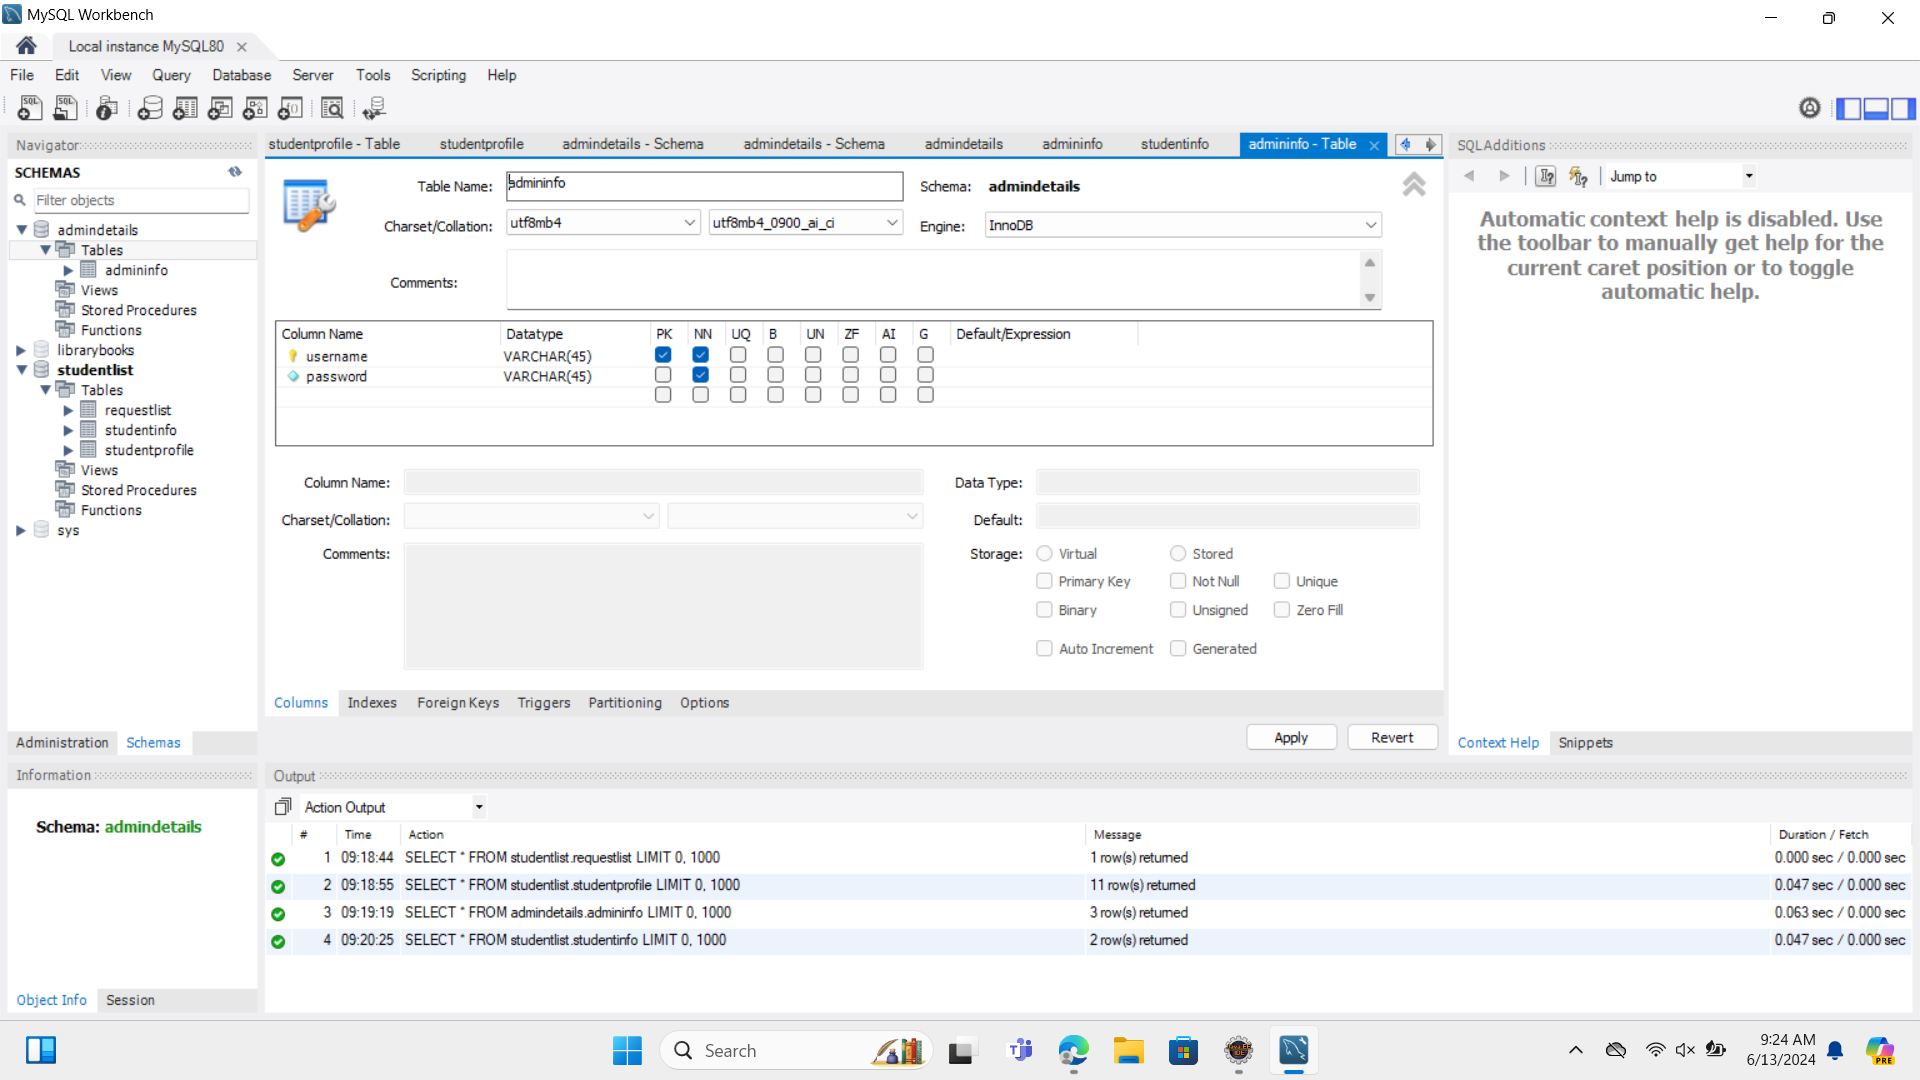 MySQL Workbench
Local instance MySQL80
File Edit View Query Database Server Tools Scripting Help
Navigator
SCHEMAS
Filter objects
admindetails
Tables
admininfo
Views
Stored Procedures
Functions
librarybooks
studentlist
Tables
requestlist
studentinfo
studentprofile
Views
Stored Procedures
Functions
sys
Administration Schemas
Information
Schema: admindetails
Object Info Session
studentprofile - Table studentprofile admindetails - Schema admindetails - Schema admindetails admininfo studentinfo admininfo - Table
Table Name: admininfo Schema: admindetails
Charset/Collation: utf8mb4 utf8mb4_0900_ai_ci Engine: InnoDB
Comments:
Column Name Datatype PK NN UQ B UN ZF AI G Default/Expression
username VARCHAR(45)
password VARCHAR(45)
Column Name: Data Type:
Charset/Collation: Default:
Comments: Storage: Virtual Stored
Primary Key Not Null Unique
Binary Unsigned Zero Fill
Auto Increment Generated
Columns Indexes Foreign Keys Triggers Partitioning Options
Apply Revert
SQLAdditions
Jump to
Automatic context help is disabled. Use
the toolbar to manually get help for the
current caret position or to toggle
automatic help.
Context Help Snippets
Output
Action Output
# Time Action Message Duration / Fetch
1 09:18:44 SELECT * FROM studentlist.requestlist LIMIT 0, 1000 1 row(s) returned 0.000 sec / 0.000 sec
2 09:18:55 SELECT * FROM studentlist.studentprofile LIMIT 0, 1000 11 row(s) returned 0.047 sec / 0.000 sec
3 09:19:19 SELECT * FROM admindetails.admininfo LIMIT 0, 1000 3 row(s) returned 0.063 sec / 0.000 sec
4 09:20:25 SELECT * FROM studentlist.studentinfo LIMIT 0, 1000 2 row(s) returned 0.047 sec / 0.000 sec
Search
9:24 AM
6/13/2024
PRE